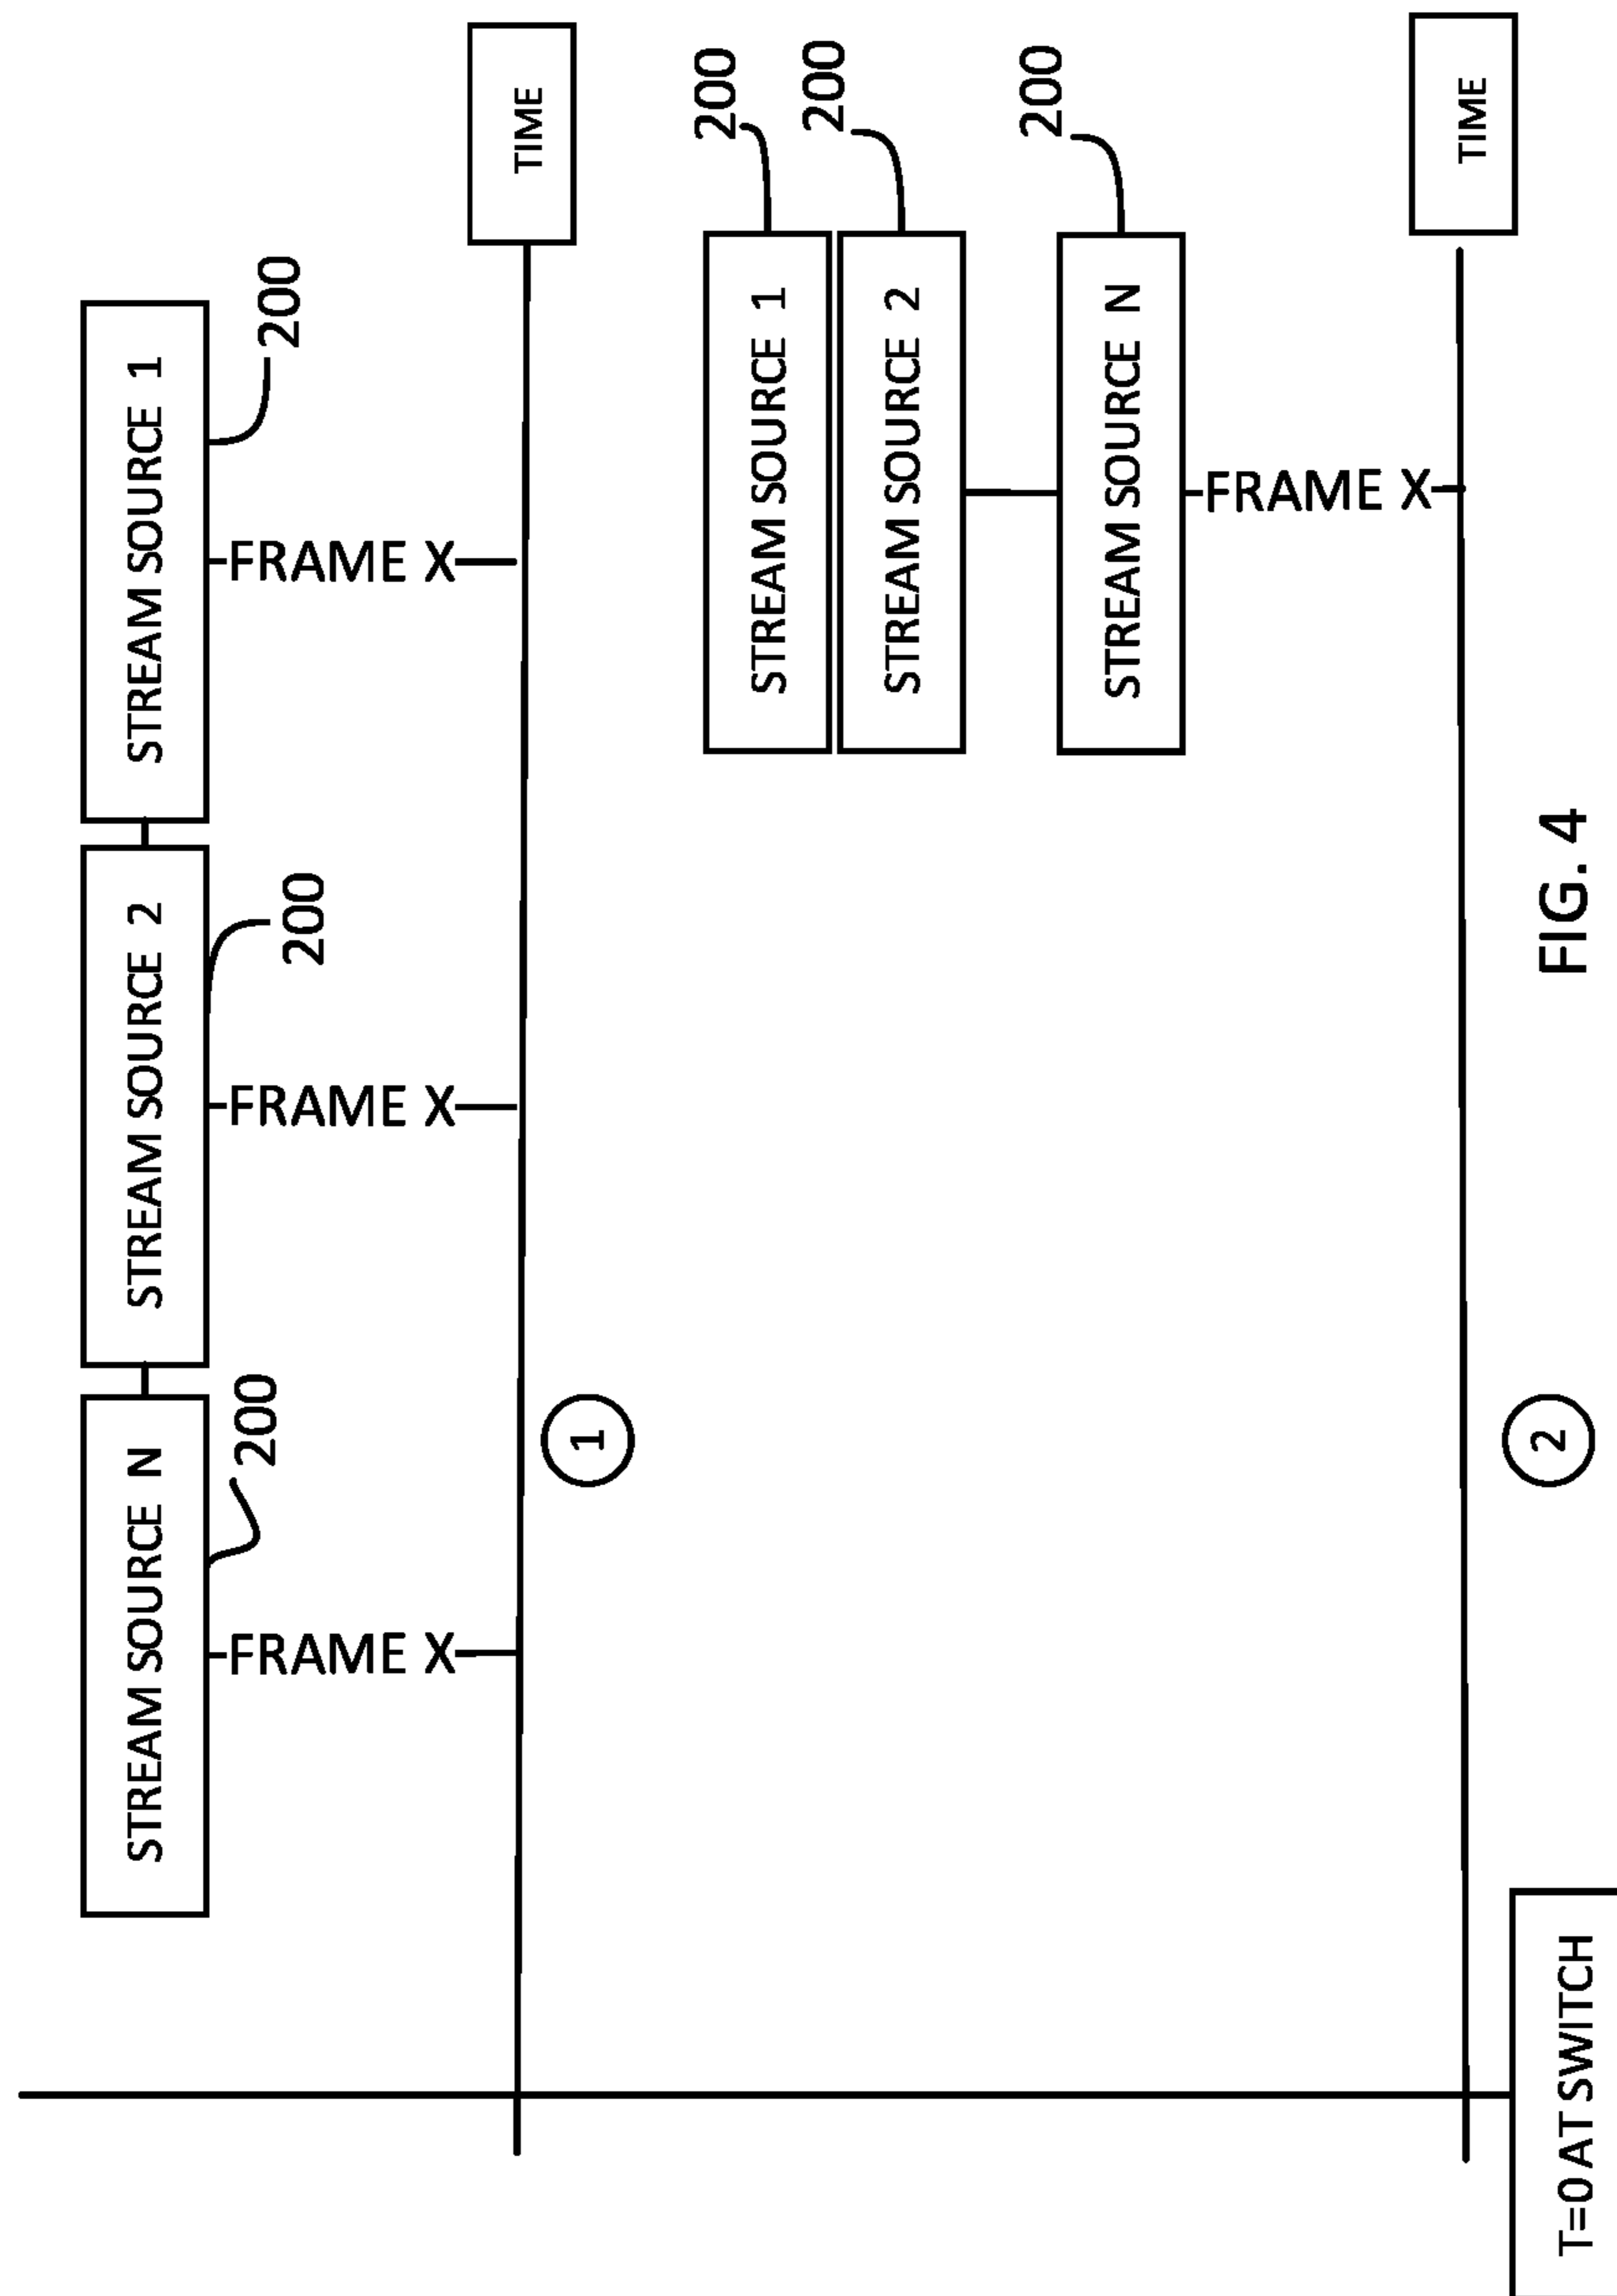 STREAM SOURCE N
STREAM SOURCE 2
STREAM SOURCE 1
200
200
200
FRAME X
FRAME X
FRAME X
TIME
1
STREAM SOURCE 1
200
STREAM SOURCE 2
200
STREAM SOURCE N
200
FRAME X
TIME
2
T=0 AT SWITCH
FIG. 4